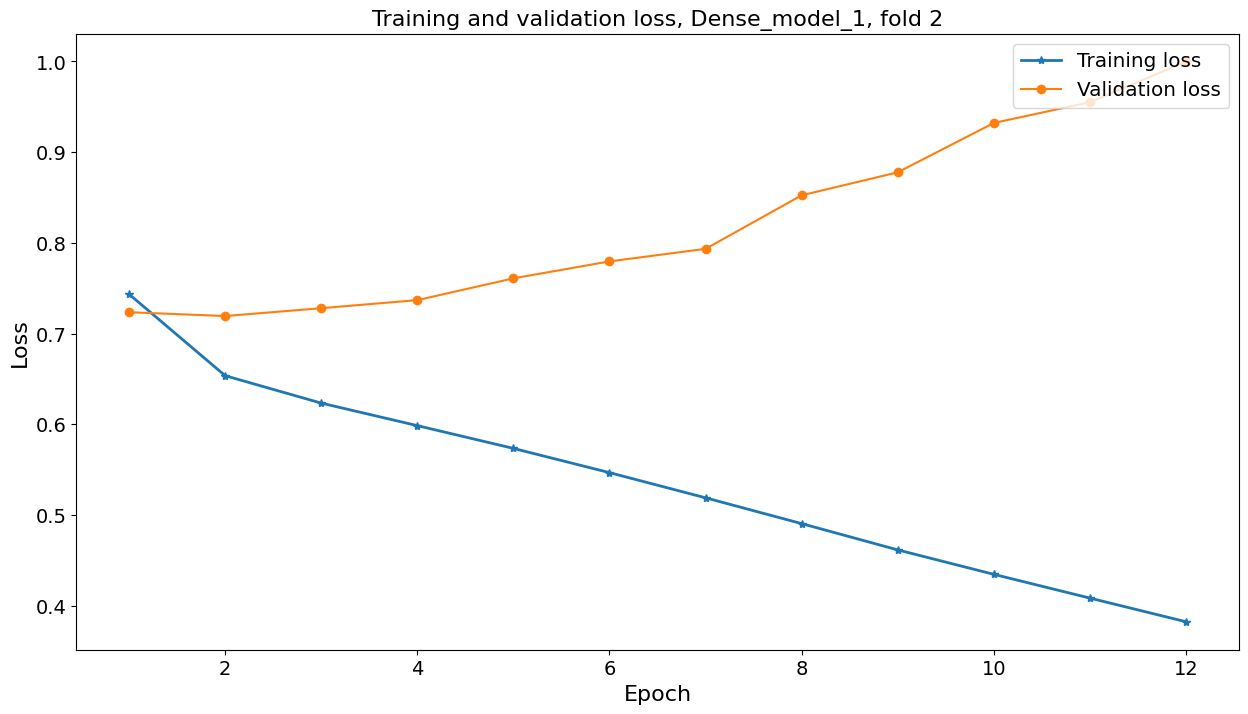 Training and validation loss, Dense_model_1, fold 2
Training loss
Validation loss
1.0
0.9
0.8
0.7
0.6
0.5
0.4
Loss
2 4 6 8 10 12
Epoch